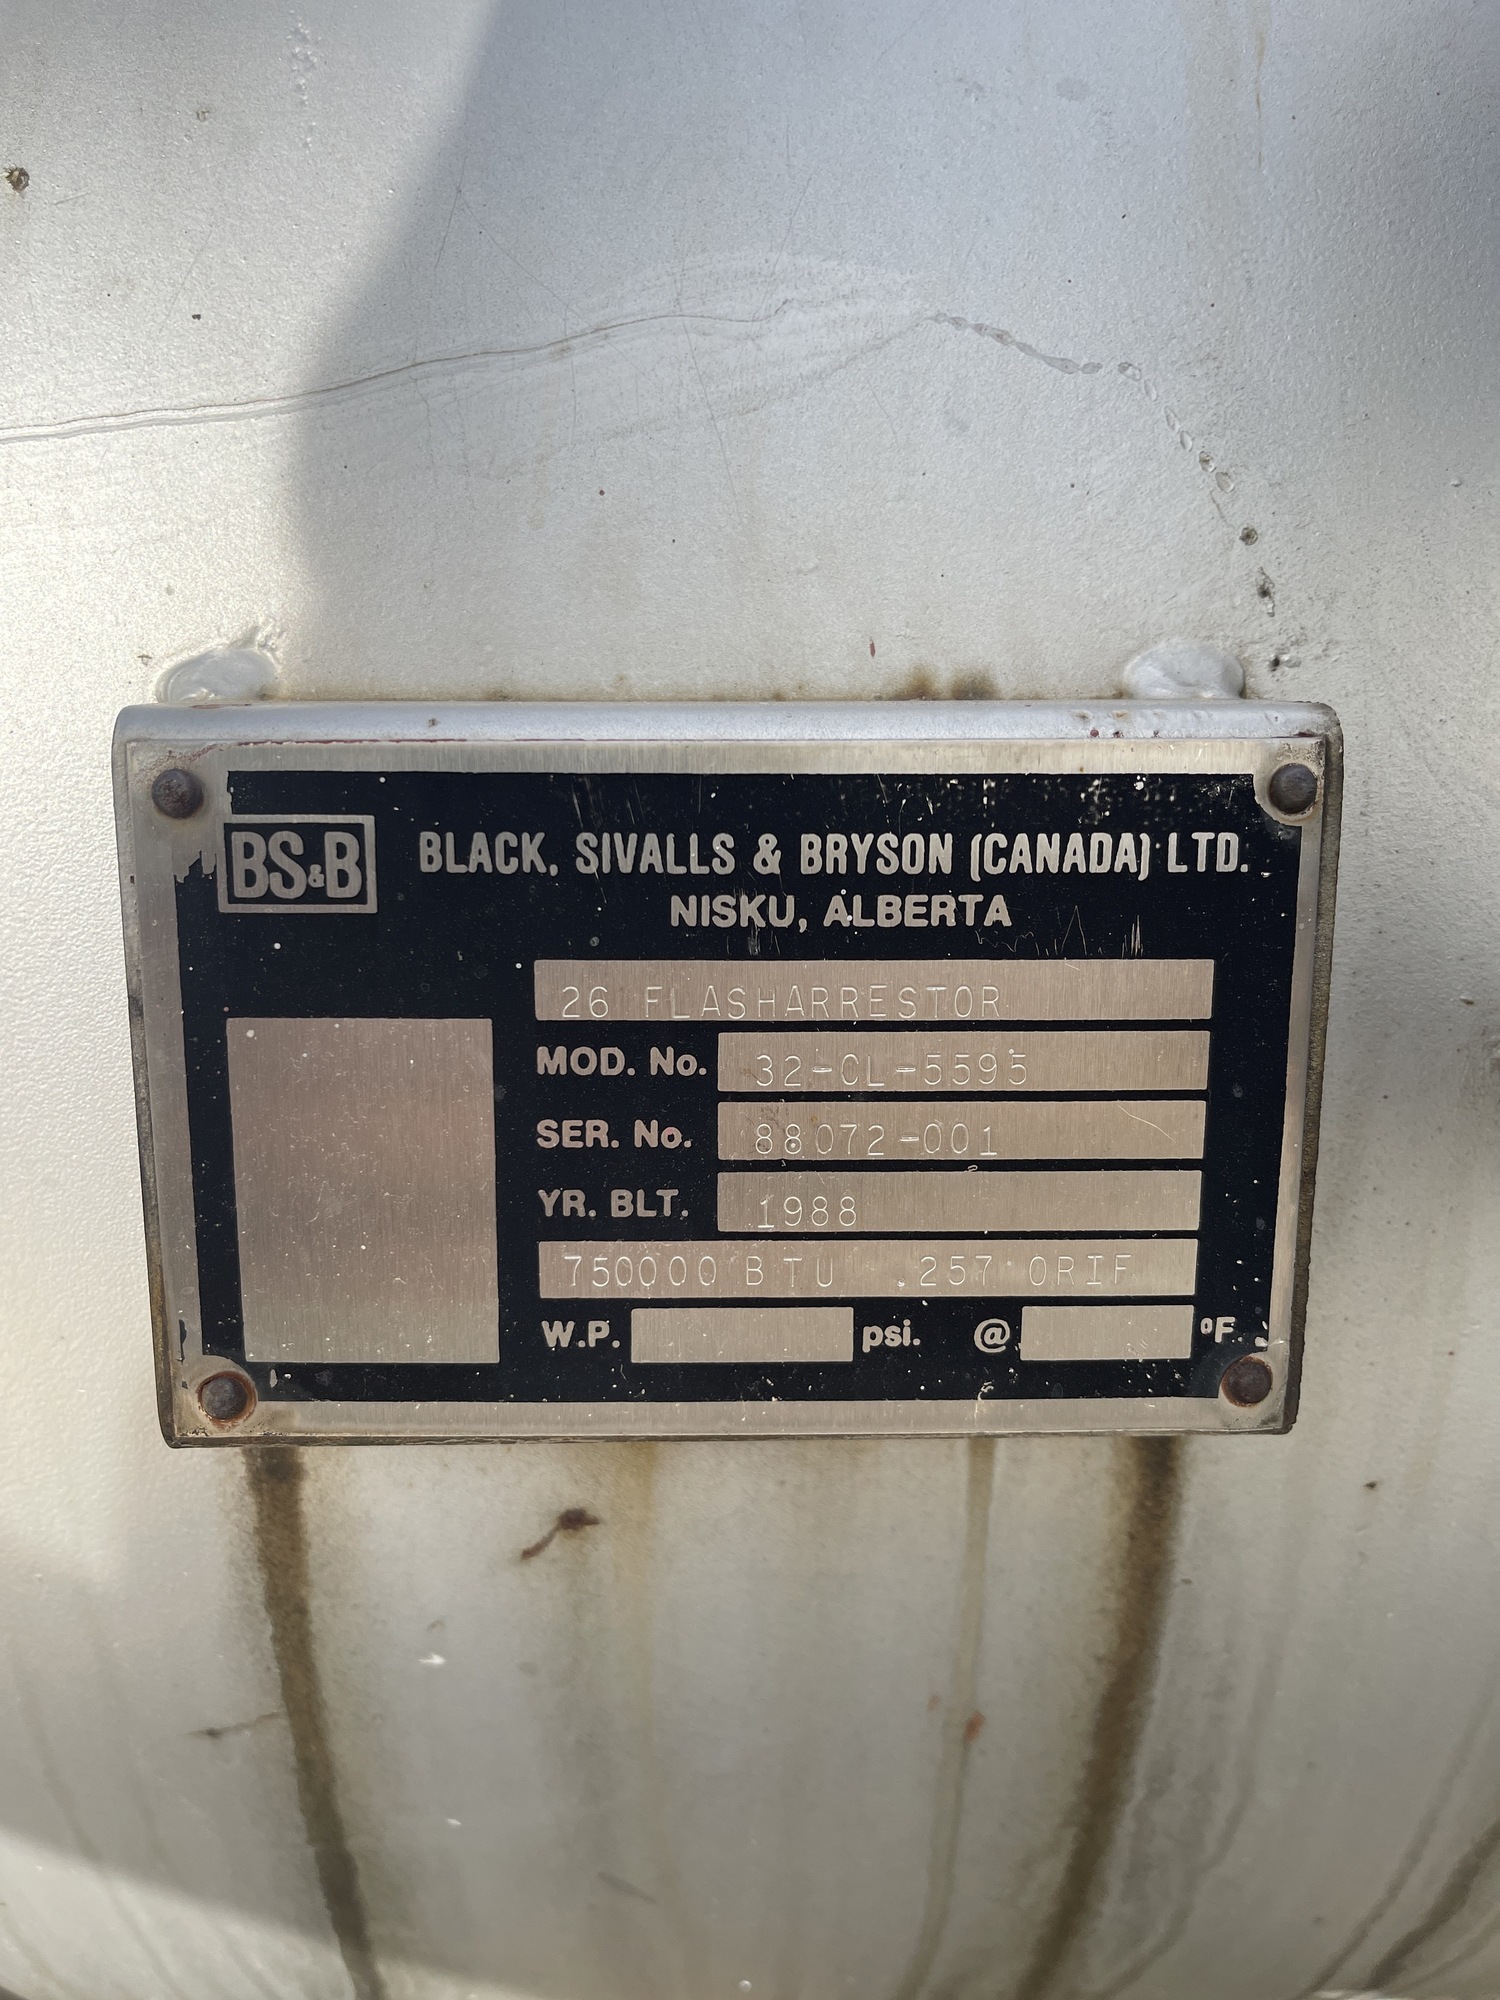 BS&B
BLACK, SIVALLS & BRYSON (CANADA) LTD.
NISKU, ALBERTA
26 FLASHARRESTOR
MOD. No. 32-CL-5595
SER. No. 88072-001
YR. BLT. 1988
750000 BTU .257 ORIF
W.P. psi. @ ºF.